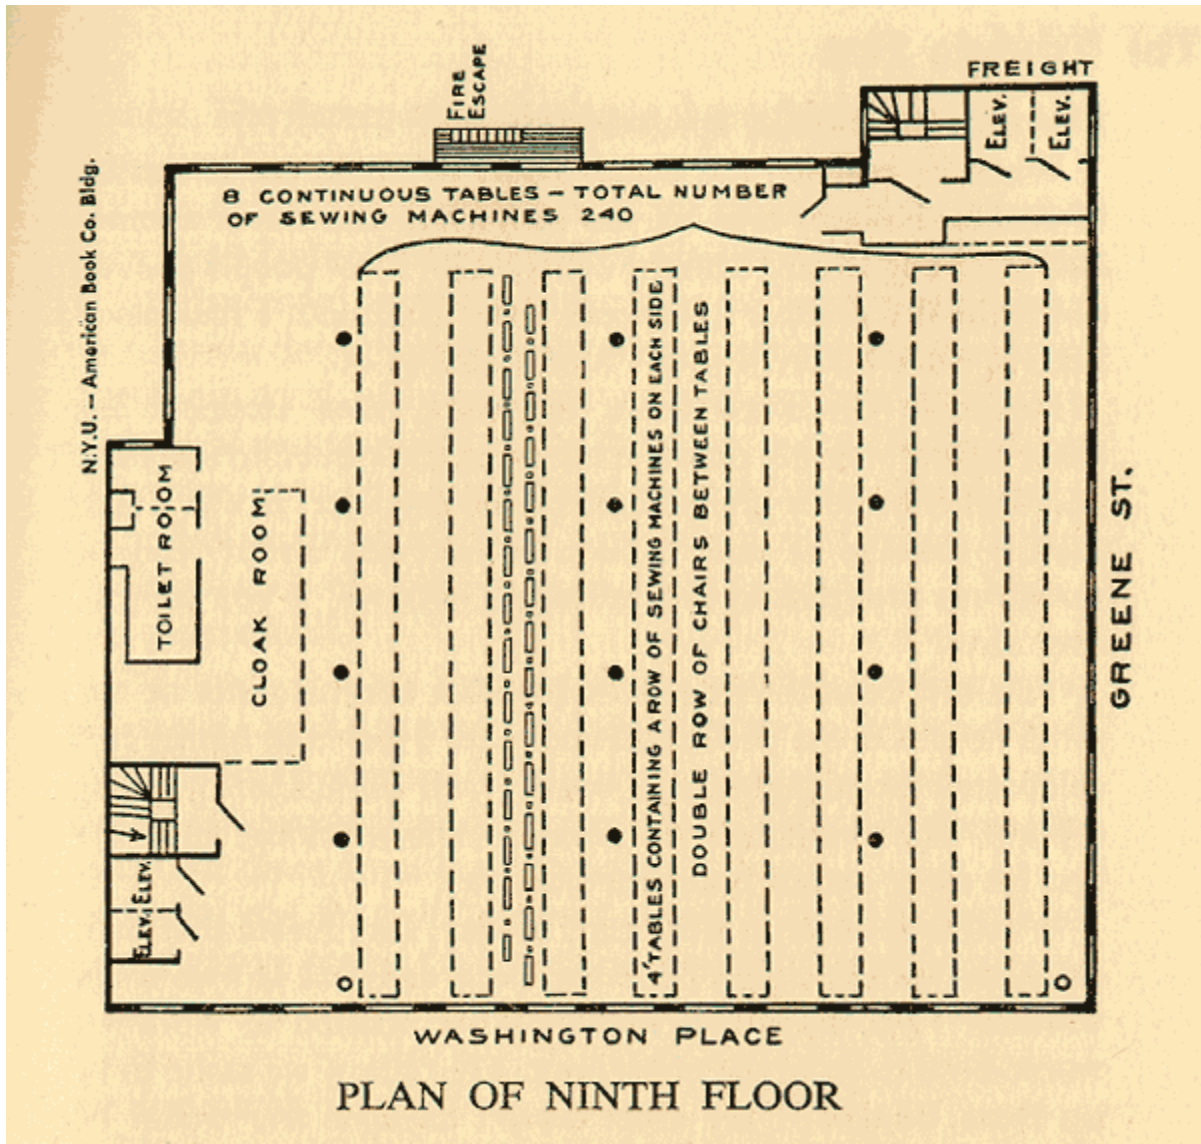 FIRE
ESCAPE
FREIGHT
ELEV.
ELEV.
8 CONTINUOUS TABLES — TOTAL NUMBER
OF SEWING MACHINES 240
N.Y.U. -- American Book Co. Bldg.
TOILET ROOM
CLOAK ROOM
4' TABLES CONTAINING A ROW OF SEWING MACHINES ON EACH SIDE
DOUBLE ROW OF CHAIRS BETWEEN TABLES
GREENE ST.
ELEV.
ELEV.
WASHINGTON PLACE
PLAN OF NINTH FLOOR